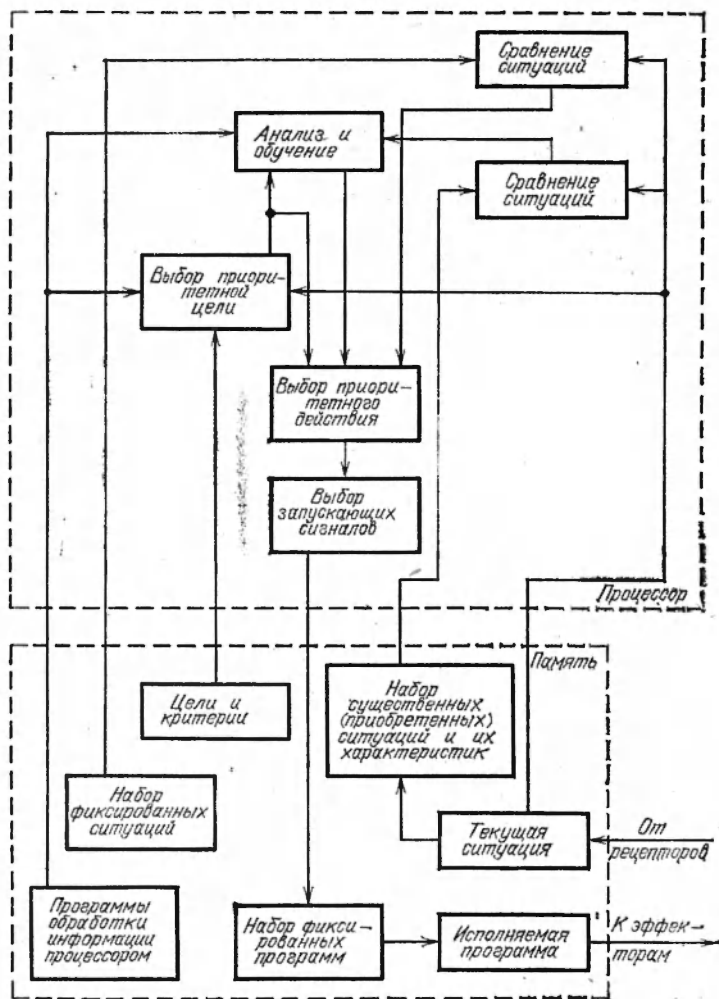 Сравнение
ситуаций
Анализ и
обучение
Сравнение
ситуаций
Выбор приори-
тетной
цели
Выбор приори-
тетного
действия
Выбор
запускающих
сигналов
Процессор
Память
Цели и
критерии
Набор
существенных
(приобретенных)
ситуаций и их
характеристик
Набор
фиксированных
ситуаций
Текущая
ситуация
От
рецепторов
Программы
обработки
информации
процессором
Набор фикси-
рованных
программ
Исполняемая
программа
К эффек-
торам